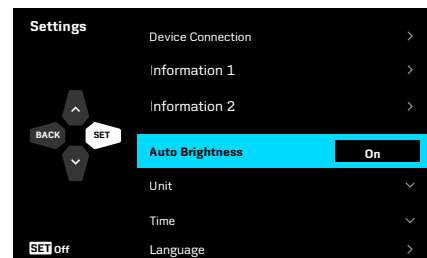 Settings
Device Connection
Information 1
Information 2
BACK
SET
Auto Brightness
On
Unit
Time
SET Off
Language